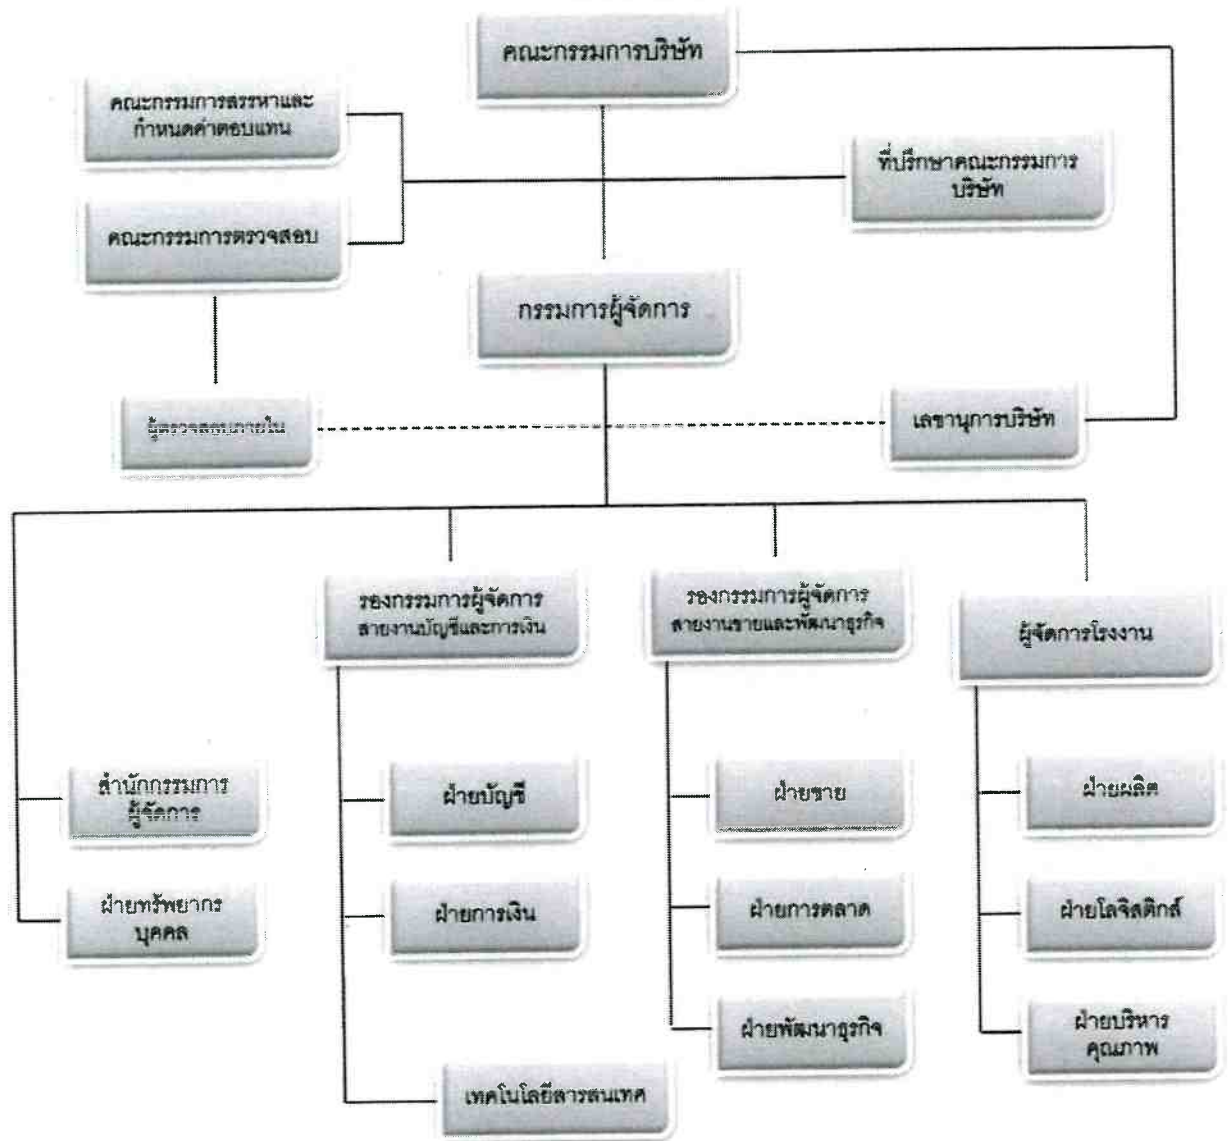 คณะกรรมการบริษัท
คณะกรรมการสรรหาและ
กำหนดค่าตอบแทน
ที่ปรึกษาคณะกรรมการ
บริษัท
คณะกรรมการตรวจสอบ
กรรมการผู้จัดการ
ผู้ตรวจสอบภายใน
เลขานุการบริษัท
รองกรรมการผู้จัดการ
สายงานบัญชีและการเงิน
รองกรรมการผู้จัดการ
สายงานขายและพัฒนาธุรกิจ
ผู้จัดการโรงงาน
สำนักกรรมการ
ผู้จัดการ
ฝ่ายบัญชี
ฝ่ายขาย
ฝ่ายผลิต
ฝ่ายทรัพยากร
บุคคล
ฝ่ายการเงิน
ฝ่ายการตลาด
ฝ่ายโลจิสติกส์
ฝ่ายพัฒนาธุรกิจ
ฝ่ายบริหาร
คุณภาพ
เทคโนโลยีสารสนเทศ